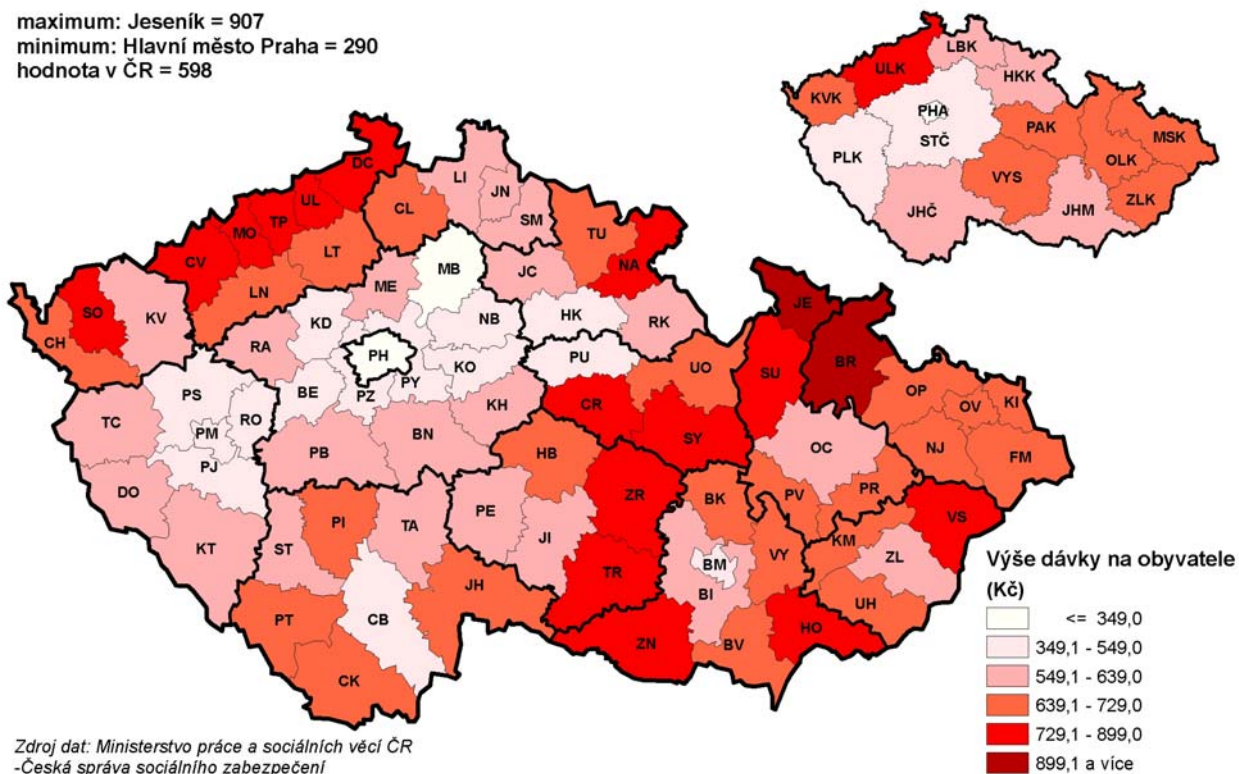 maximum: Jeseník = 907
minimum: Hlavní město Praha = 290
hodnota v ČR = 598
LBK
ULK
HKK
KVK
PHA
STČ
PAK
MSK
PLK
OLK
VYS
ZLK
JHČ
JHM
DC
LI
JN
UL
SM
CL
TP
TU
MO
LT
CV
NA
MB
JC
LN
ME
JE
SO
KV
KD
NB
HK
RK
CH
RA
PH
PU
UO
KO
PY
SU
BR
PS
BE
PZ
OP
KI
OV
CR
KH
TC
RO
PM
SY
BN
OC
NJ
FM
PB
HB
PJ
DO
PV
PR
BK
ZR
PI
TA
PE
VS
KT
ST
JI
KM
VY
ZL
BM
TR
JH
BI
UH
PT
CB
HO
ZN
BV
CK
Výše dávky na obyvatele
(Kč)
<= 349,0
349,1 - 549,0
549,1 - 639,0
639,1 - 729,0
729,1 - 899,0
899,1 a více
Zdroj dat: Ministerstvo práce a sociálních věcí ČR
-Česká správa sociálního zabezpečení